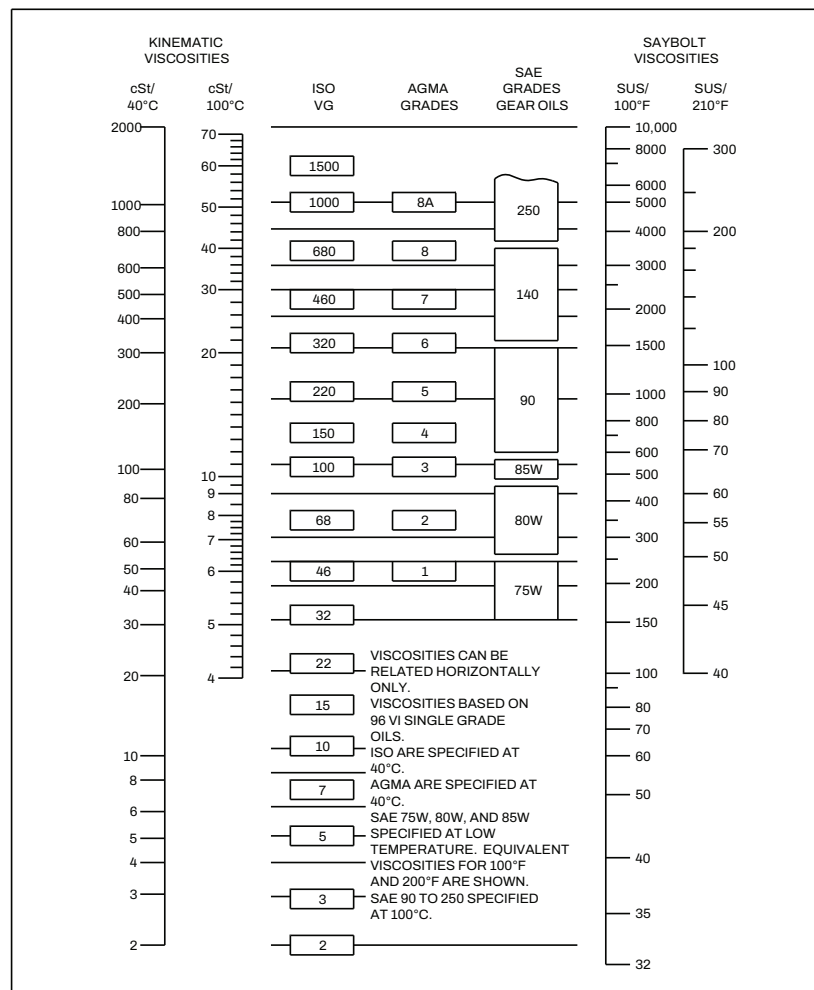 KINEMATIC
VISCOSITIES
SAYBOLT
VISCOSITIES
cSt/
40°C
cSt/
100°C
ISO
VG
AGMA
GRADES
SAE
GRADES
GEAR OILS
SUS/
100°F
SUS/
210°F
2000
1000
800
600
500
400
300
200
100
80
60
50
40
30
20
10
8
6
5
4
3
2
70
60
50
40
30
20
10
9
8
7
6
5
4
1500
1000
680
460
320
220
150
100
68
46
32
22
15
10
7
5
3
2
8A
8
7
6
5
4
3
2
1
250
140
90
85W
80W
75W
10,000
8000
6000
5000
4000
3000
2000
1500
1000
800
600
500
400
300
200
150
100
80
70
60
50
40
35
32
300
200
100
90
80
70
60
55
50
45
40
VISCOSITIES CAN BE
RELATED HORIZONTALLY
ONLY.
VISCOSITIES BASED ON
96 VI SINGLE GRADE
OILS.
ISO ARE SPECIFIED AT
40°C.
AGMA ARE SPECIFIED AT
40°C.
SAE 75W, 80W, AND 85W
SPECIFIED AT LOW
TEMPERATURE. EQUIVALENT
VISCOSITIES FOR 100°F
AND 200°F ARE SHOWN.
SAE 90 TO 250 SPECIFIED
AT 100°C.